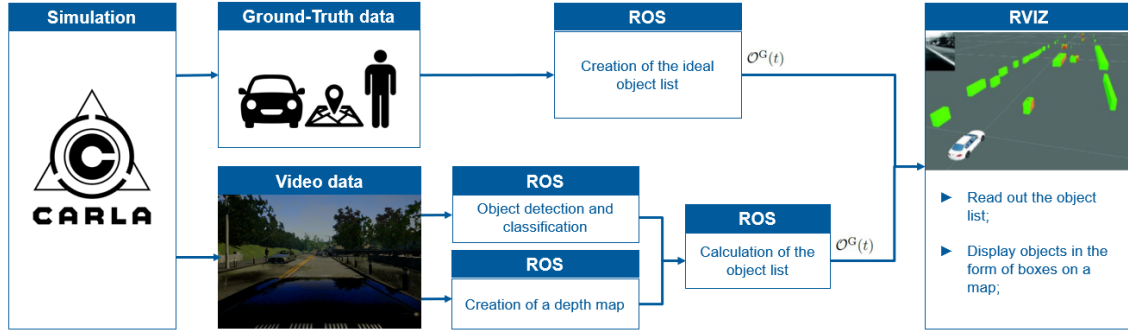 Simulation
CARLA
Ground-Truth data
ROS
Creation of the ideal
object list
𝒪ᴳ(t)
Video data
ROS
Object detection and
classification
ROS
Creation of a depth map
ROS
Calculation of the
object list
𝒪ᴳ(t)
RVIZ
► Read out the object
list;
► Display objects in the
form of boxes on a
map;